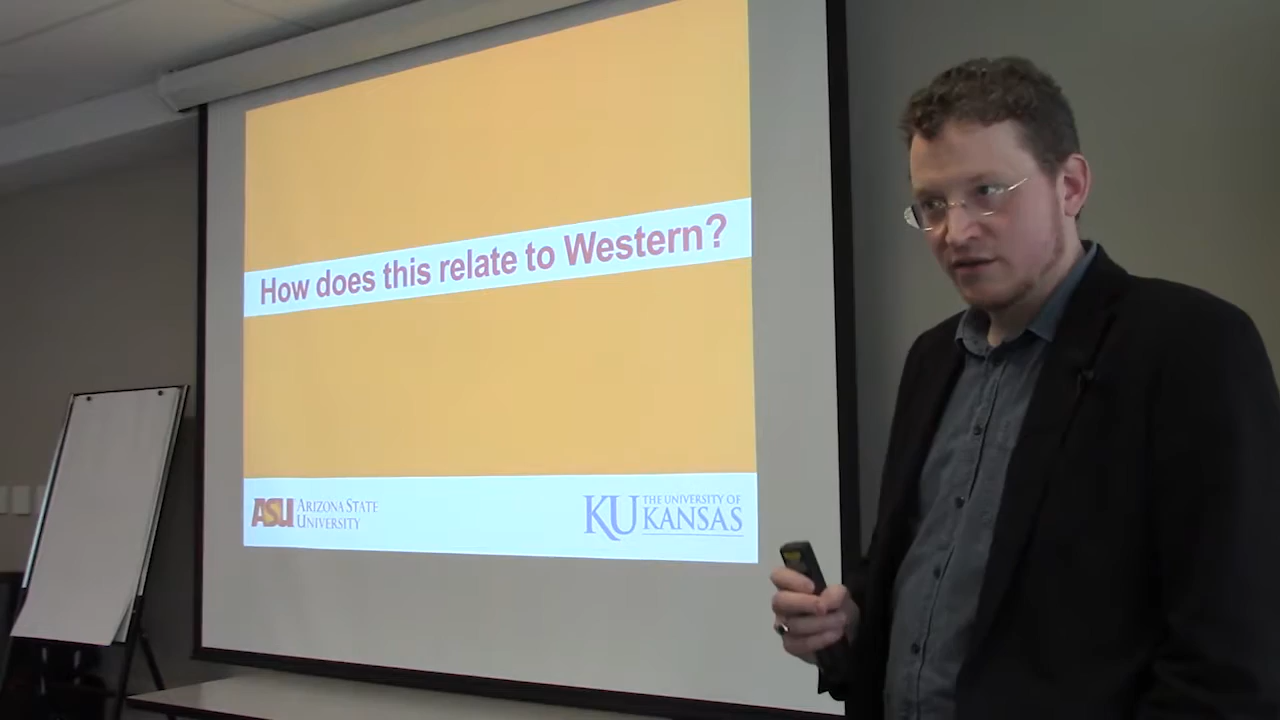 How does this relate to Western?
ASU ARIZONA STATE
UNIVERSITY
KU THE UNIVERSITY OF
KANSAS